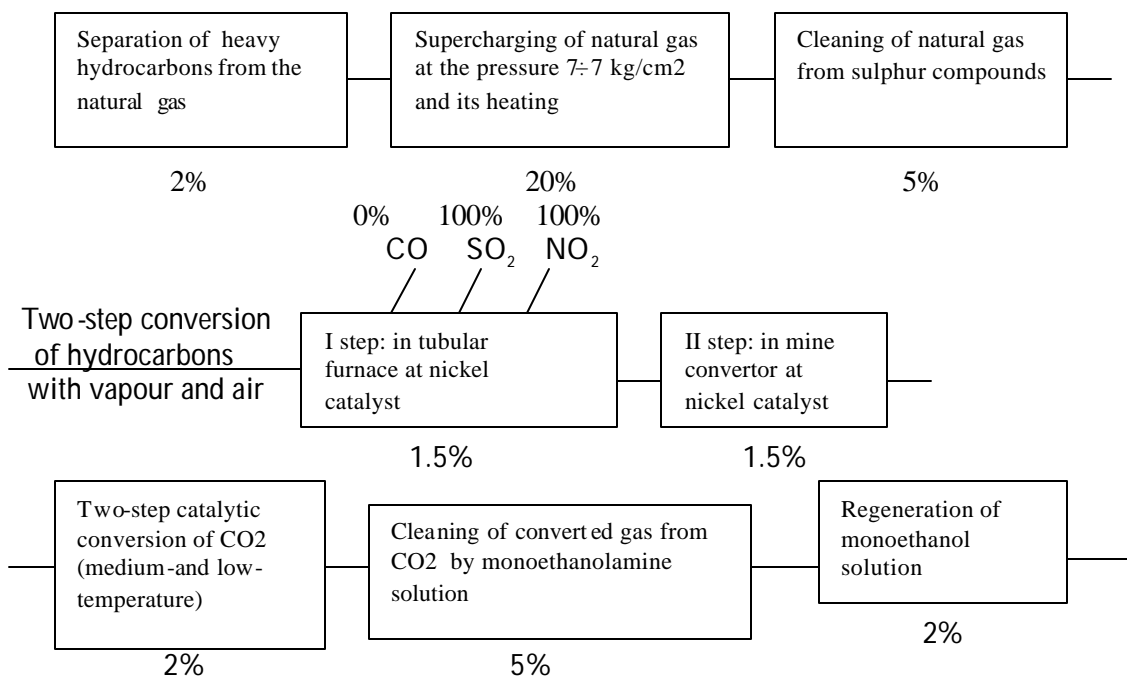 Separation of heavy
hydrocarbons from the
natural gas
Supercharging of natural gas
at the pressure 7÷7 kg/cm2
and its heating
Cleaning of natural gas
from sulphur compounds
2%
20%
5%
0%
100%
100%
CO
SO₂
NO₂
Two-step conversion
of hydrocarbons
with vapour and air
I step: in tubular
furnace at nickel
catalyst
II step: in mine
convertor at
nickel catalyst
1.5%
1.5%
Two-step catalytic
conversion of CO2
(medium-and low-
temperature)
Cleaning of converted gas from
CO2 by monoethanolamine
solution
Regeneration of
monoethanol
solution
2%
5%
2%